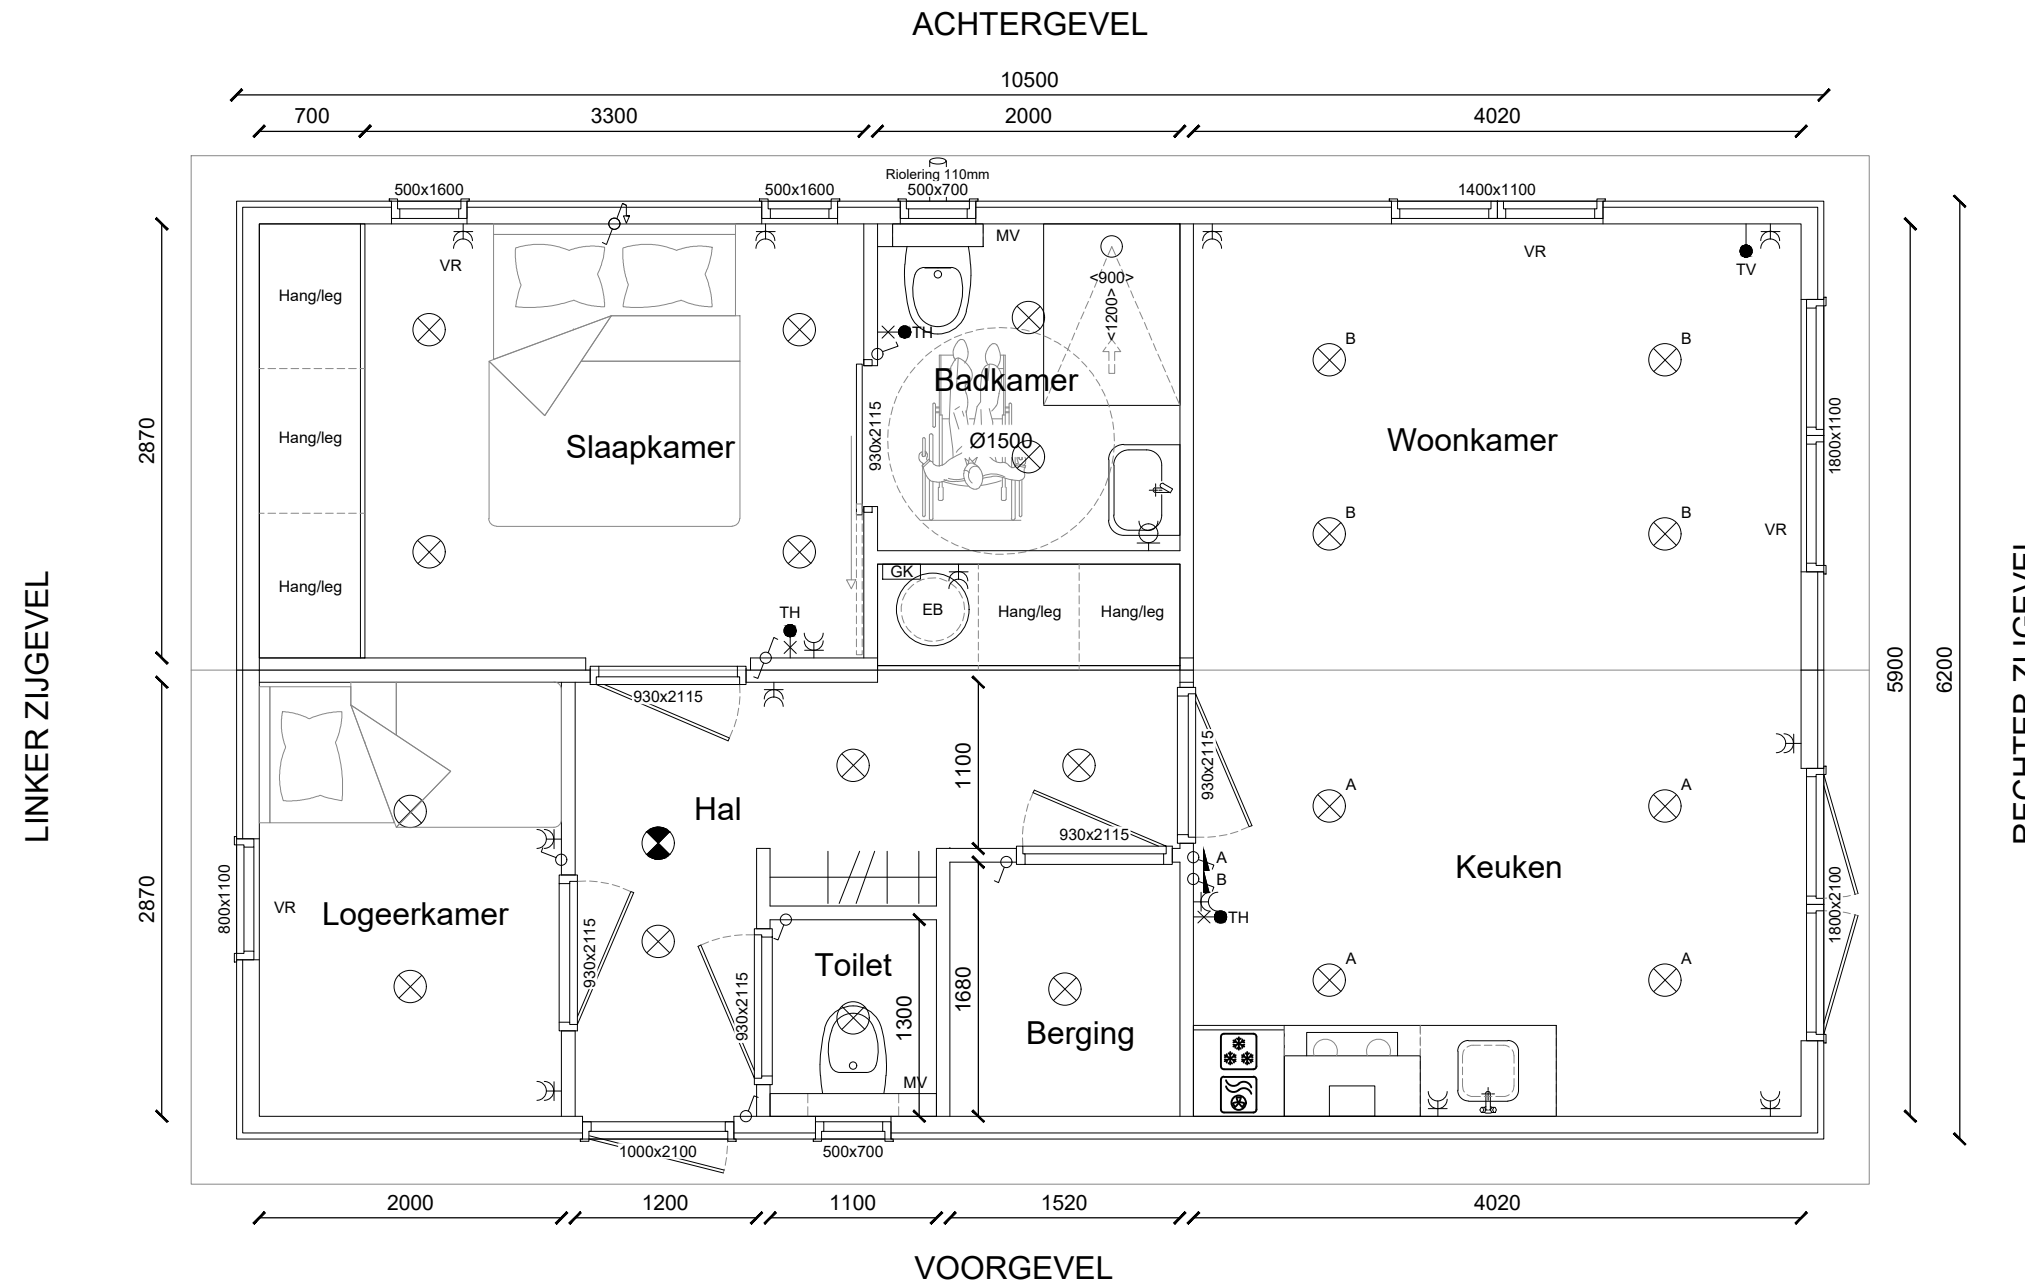 ACHTERGEVEL
10500
700
3300
2000
4020
Riolering 110mm
500x1600
500x1600
500x700
1400x1100
MV
VR
VR
TV
Hang/leg
<900>
<1200>
TH
B
B
Badkamer
930x2115
1800x1100
2870
Hang/leg
Slaapkamer
Ø1500
Woonkamer
B
B
VR
GK
Hang/leg
EB
Hang/leg
Hang/leg
TH
LINKER ZIJGEVEL
5900
6200
RECHTER ZIJGEVEL
930x2115
1100
930x2115
A
A
Hal
930x2115
A
B
Keuken
2870
800x1100
VR
Logeerkamer
930x2115
TH
1800x2100
Toilet
930x2115
1300
1680
A
A
Berging
MV
1000x2100
500x700
2000
1200
1100
1520
4020
VOORGEVEL